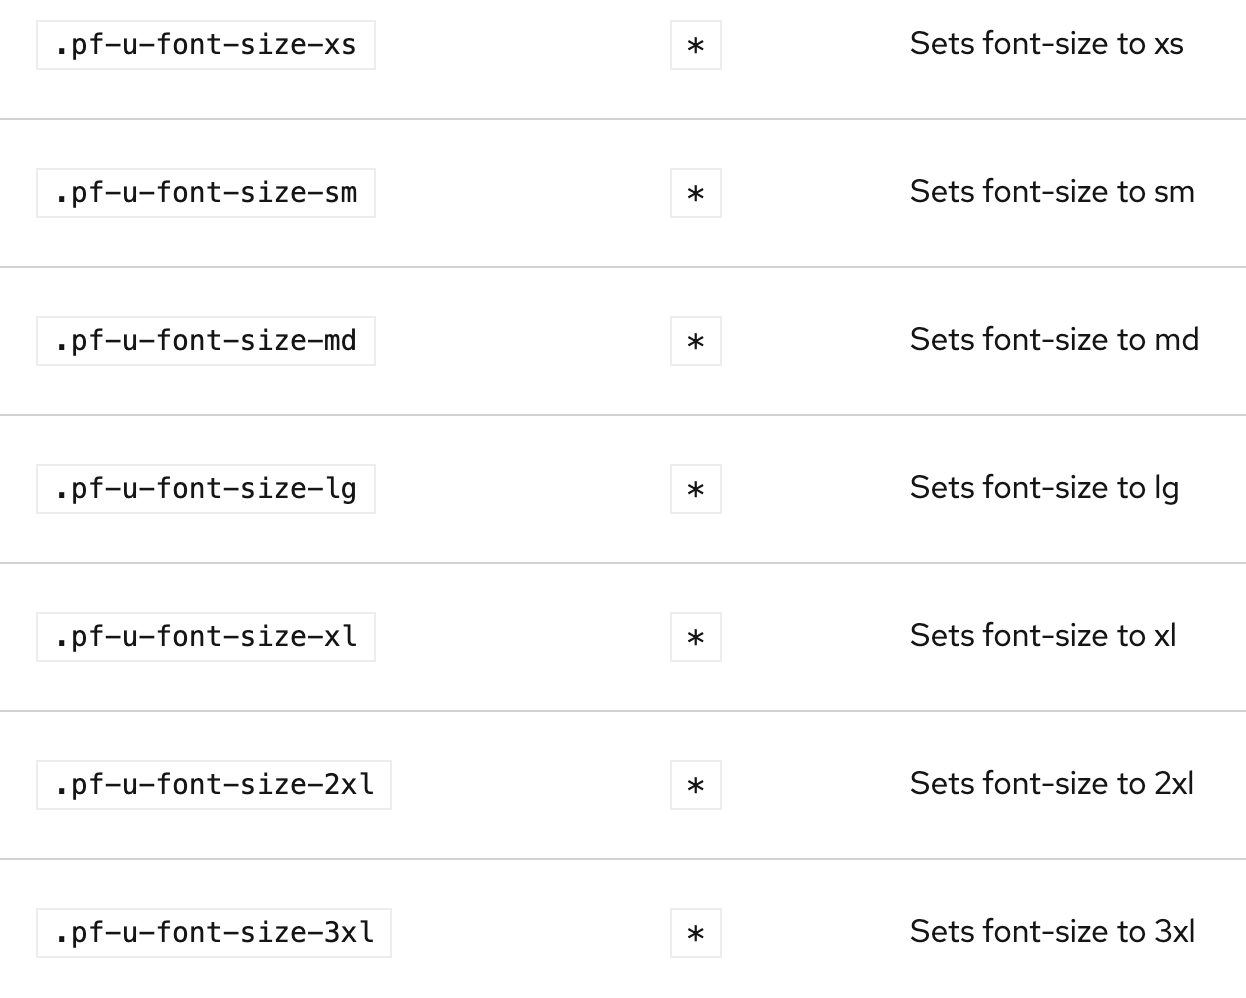 .pf-u-font-size-xs * Sets font-size to xs
.pf-u-font-size-sm * Sets font-size to sm
.pf-u-font-size-md * Sets font-size to md
.pf-u-font-size-lg * Sets font-size to lg
.pf-u-font-size-xl * Sets font-size to xl
.pf-u-font-size-2xl * Sets font-size to 2xl
.pf-u-font-size-3xl * Sets font-size to 3xl